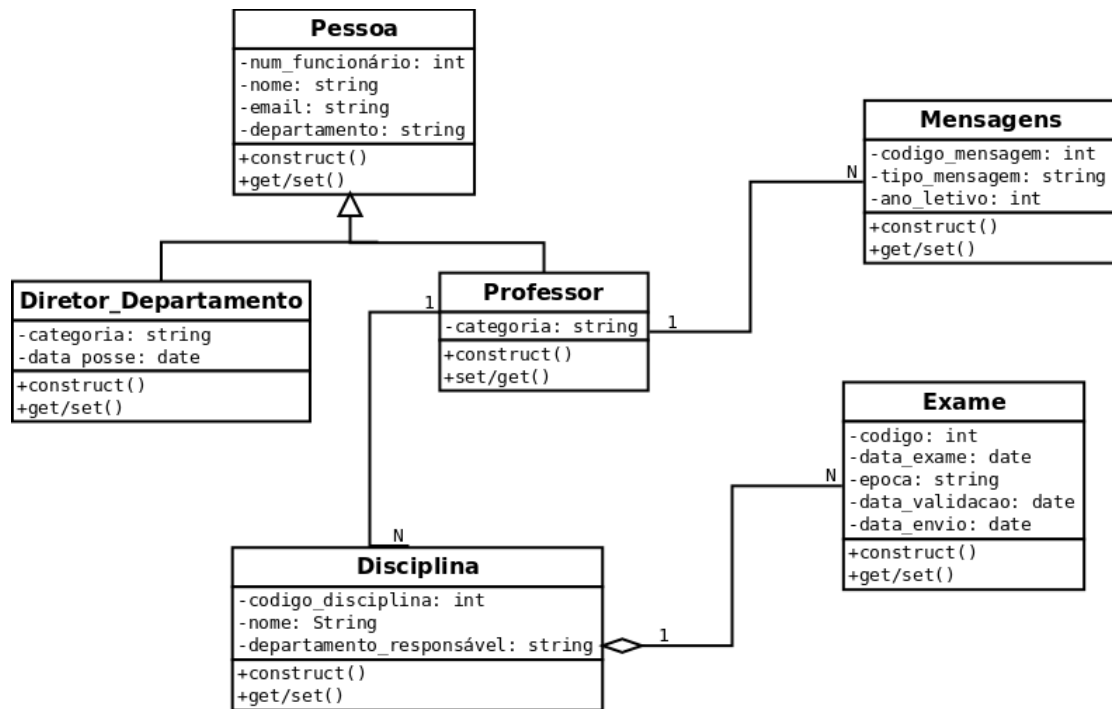 Pessoa
-num_funcionário: int
-nome: string
-email: string
-departamento: string
+construct()
+get/set()
Mensagens
-codigo_mensagem: int
-tipo_mensagem: string
-ano_letivo: int
+construct()
+get/set()
N
1
Diretor_Departamento
-categoria: string
-data posse: date
+construct()
+get/set()
1
Professor
-categoria: string
+construct()
+set/get()
Exame
-codigo: int
-data_exame: date
-epoca: string
-data_validacao: date
-data_envio: date
+construct()
+get/set()
N
1
N
Disciplina
-codigo_disciplina: int
-nome: String
-departamento_responsável: string
+construct()
+get/set()